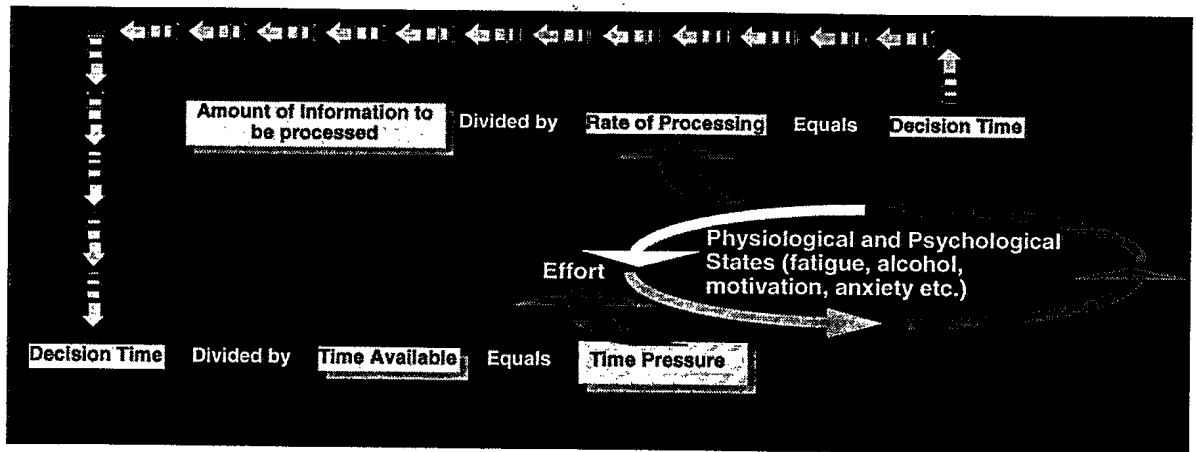 Amount of Information to
be processed
Divided by
Rate of Processing
Equals
Decision Time
Physiological and Psychological
States (fatigue, alcohol,
motivation, anxiety etc.)
Effort
Decision Time
Divided by
Time Available
Equals
Time Pressure